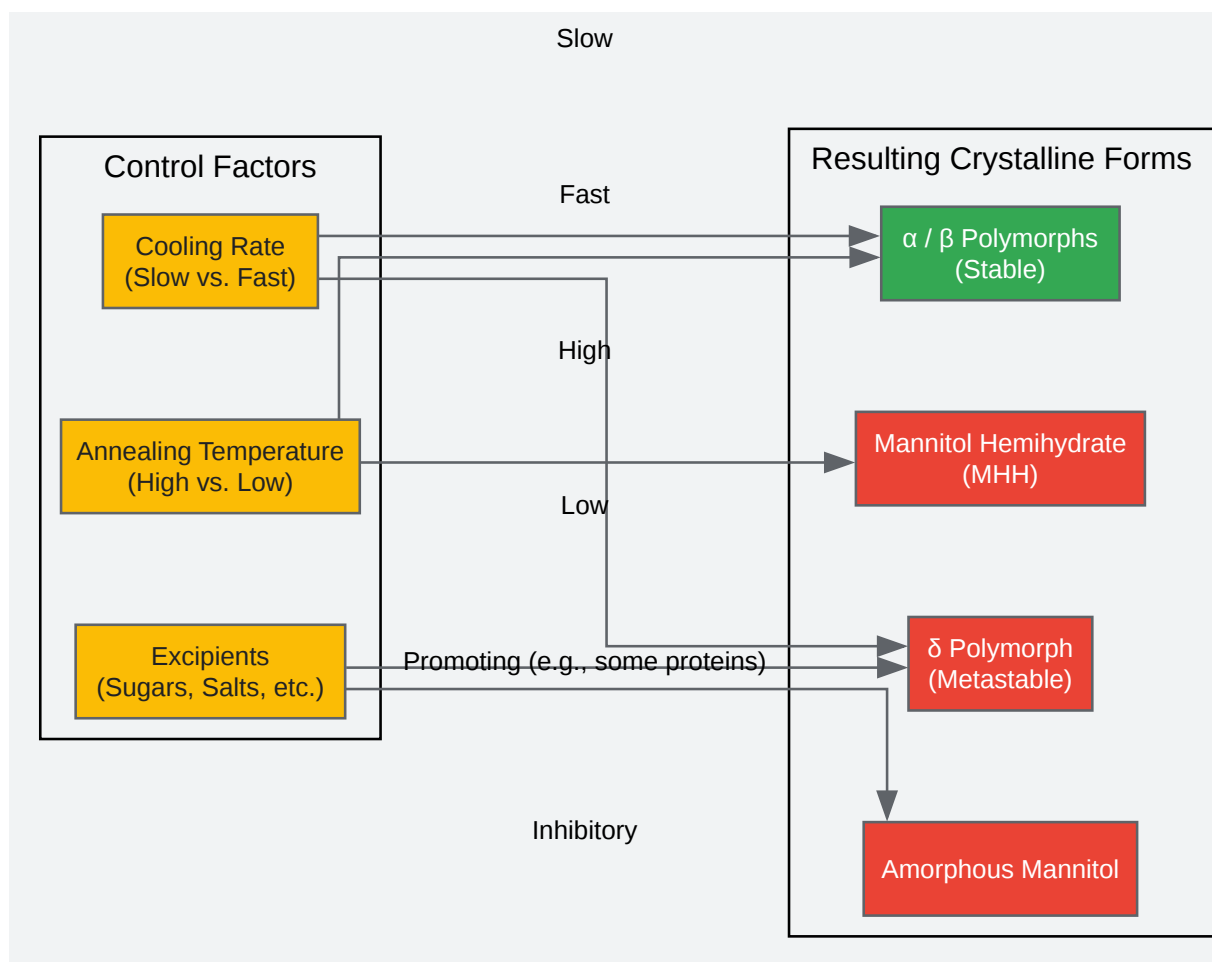 Slow
Control Factors
Resulting Crystalline Forms
Fast
Cooling Rate
(Slow vs. Fast)
α / β Polymorphs
(Stable)
High
Annealing Temperature
(High vs. Low)
Mannitol Hemihydrate
(MHH)
Low
Excipients
(Sugars, Salts, etc.)
Promoting (e.g., some proteins)
δ Polymorph
(Metastable)
Inhibitory
Amorphous Mannitol